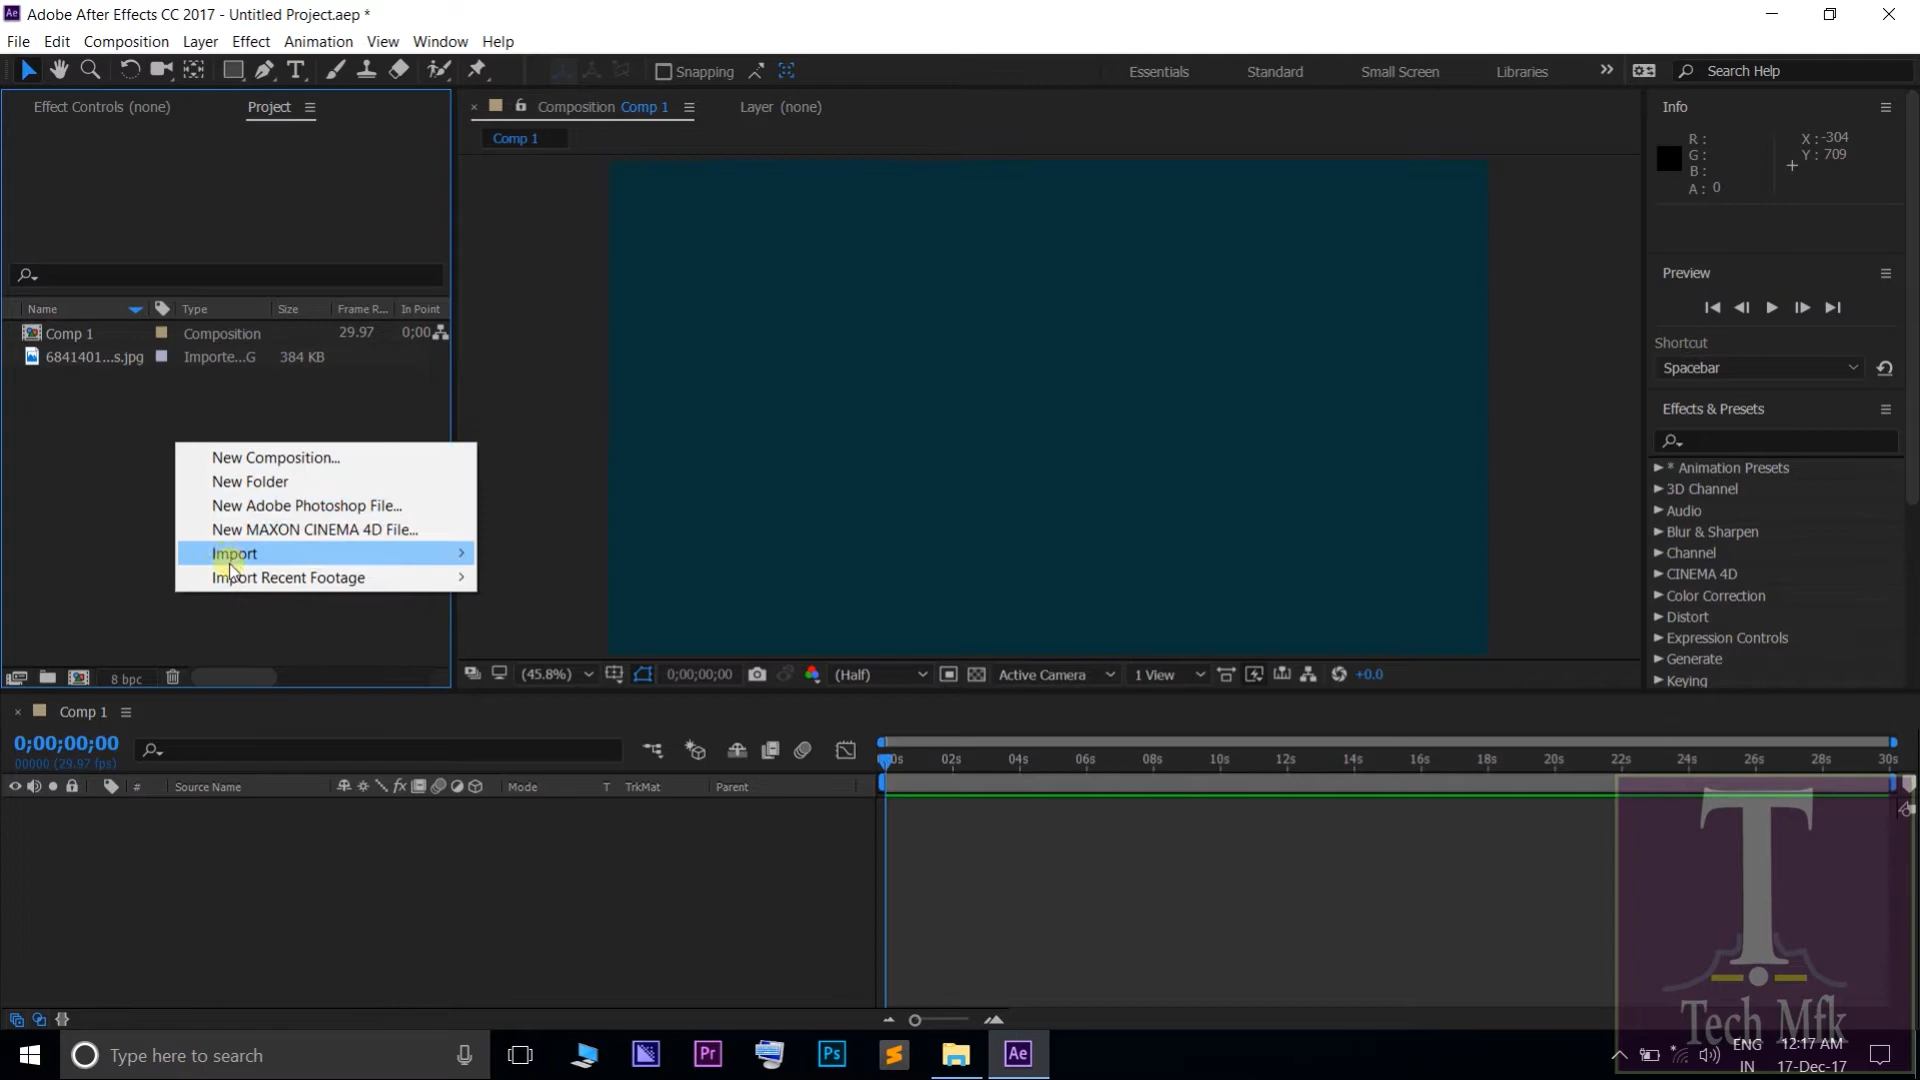 Adobe After Effects CC 2017 - Untitled Project.aep *
File Edit Composition Layer Effect Animation View Window Help
Snapping Essentials Standard Small Screen Libraries Search Help
Effect Controls (none) Project
Composition Comp 1 Layer (none)
Comp 1
Info
R: X: -304
G: Y: 709
B:
A: 0
Preview
Shortcut
Spacebar
Effects & Presets
* Animation Presets
3D Channel
Audio
Blur & Sharpen
Channel
CINEMA 4D
Color Correction
Distort
Expression Controls
Generate
Keying
Name Type Size Frame R... In Point
Comp 1 Composition 29.97 0;00
6841401...s.jpg Importe...G 384 KB
New Composition...
New Folder
New Adobe Photoshop File...
New MAXON CINEMA 4D File...
Import
Import Recent Footage
8 bpc
(45.8%) 0;00;00;00 (Half) Active Camera 1 View +0.0
Comp 1
0;00;00;00
00000 (29.97 fps)
0s 02s 04s 06s 08s 10s 12s 14s 16s 18s 20s 22s 24s 26s 28s 30s
# Source Name fx Mode T TrkMat Parent
T
Tech Mfk
Type here to search
Pr Ps Ae
ENG
IN
12:17 AM
17-Dec-17